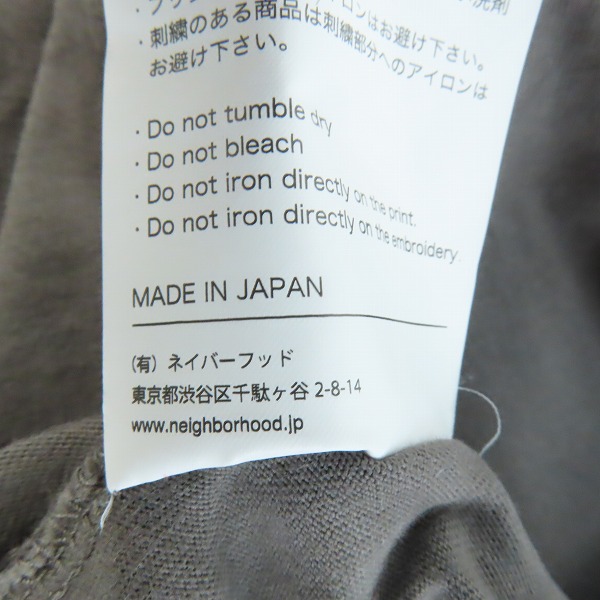 洗剤
・刺繍のある商品は刺繍部分へのアイロンは
お避け下さい。
・Do not tumble dry
・Do not bleach
・Do not iron directly on the print.
・Do not iron directly on the embroidery.
MADE IN JAPAN
(有) ネイバーフッド
東京都渋谷区千駄ヶ谷 2-8-14
www.neighborhood.jp